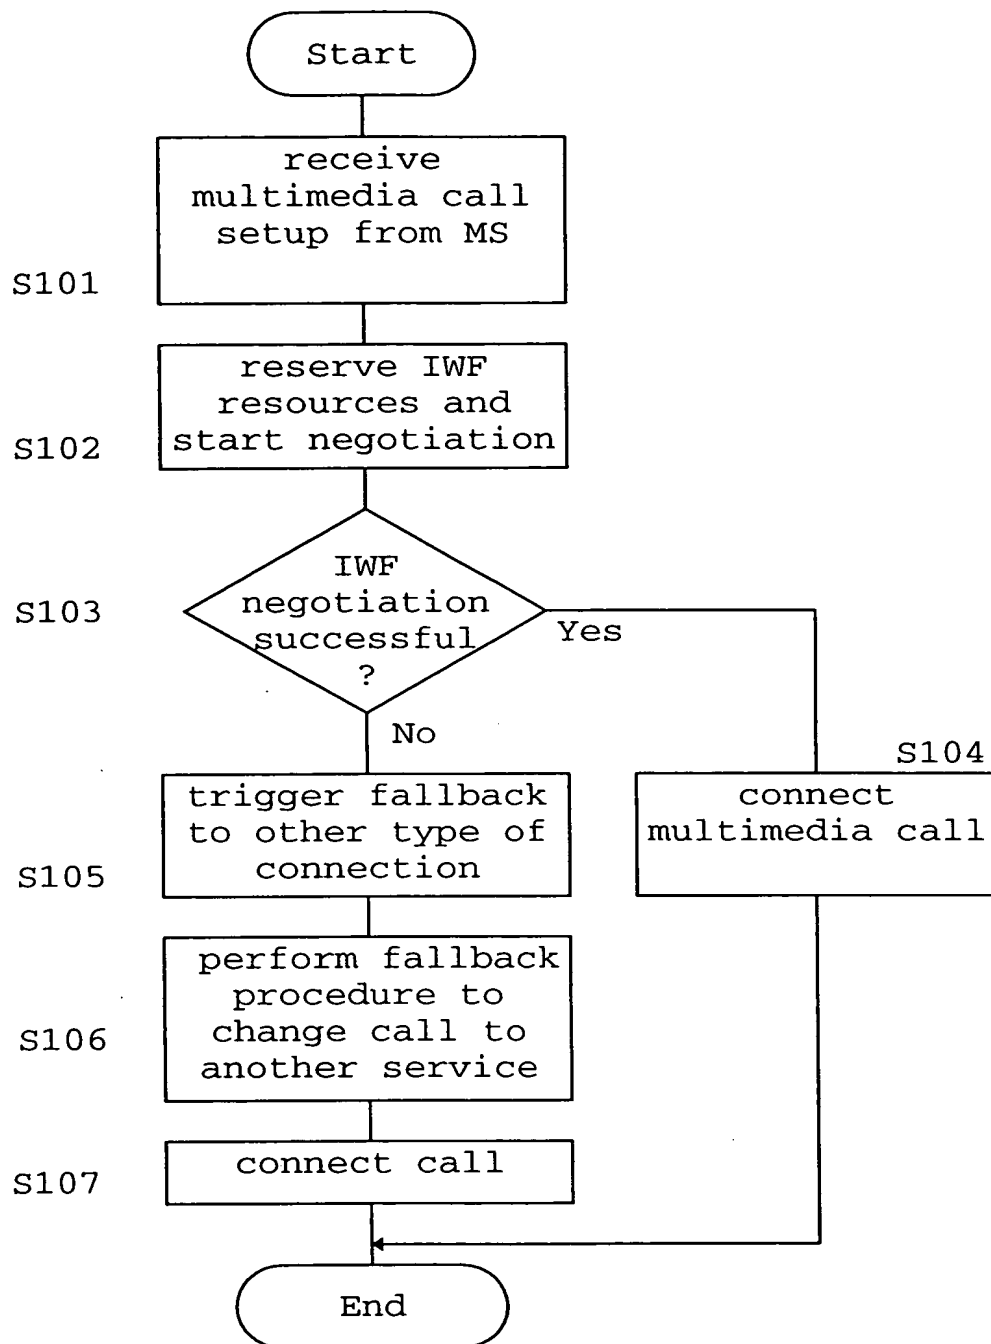 Start
receive
multimedia call
setup from MS
S101
reserve IWF
resources and
start negotiation
S102
IWF
negotiation
successful
?
S103
Yes
No
S104
connect
multimedia call
trigger fallback
to other type of
connection
S105
perform fallback
procedure to
change call to
another service
S106
connect call
S107
End